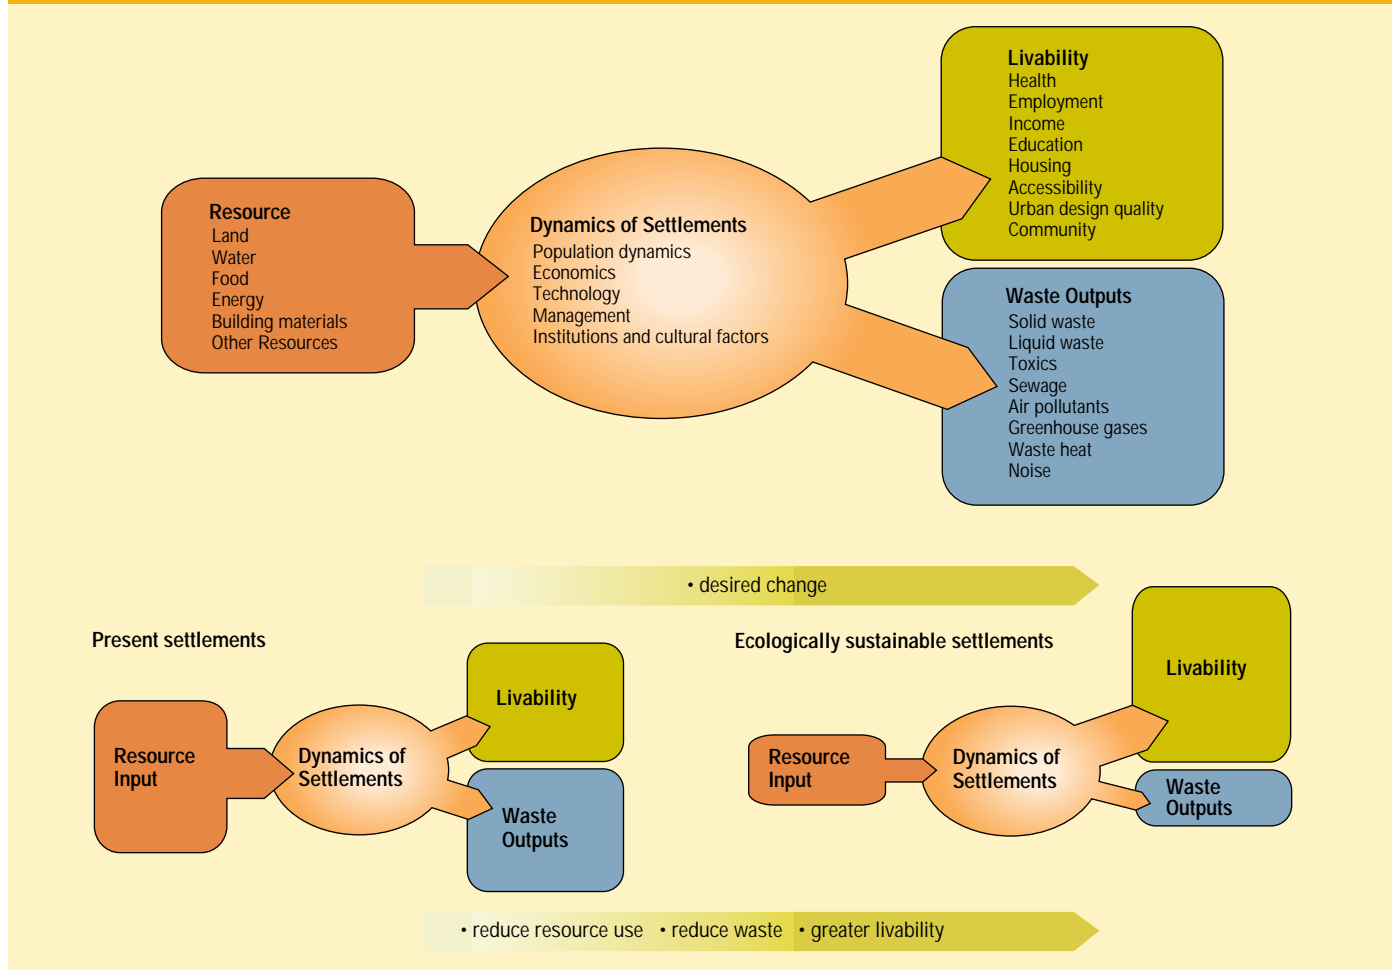 Resource
Land
Water
Food
Energy
Building materials
Other Resources
Dynamics of Settlements
Population dynamics
Economics
Technology
Management
Institutions and cultural factors
Livability
Health
Employment
Income
Education
Housing
Accessibility
Urban design quality
Community
Waste Outputs
Solid waste
Liquid waste
Toxics
Sewage
Air pollutants
Greenhouse gases
Waste heat
Noise
• desired change
Present settlements
Resource
Input
Dynamics of
Settlements
Livability
Waste
Outputs
Ecologically sustainable settlements
Resource
Input
Dynamics of
Settlements
Livability
Waste
Outputs
• reduce resource use • reduce waste • greater livability